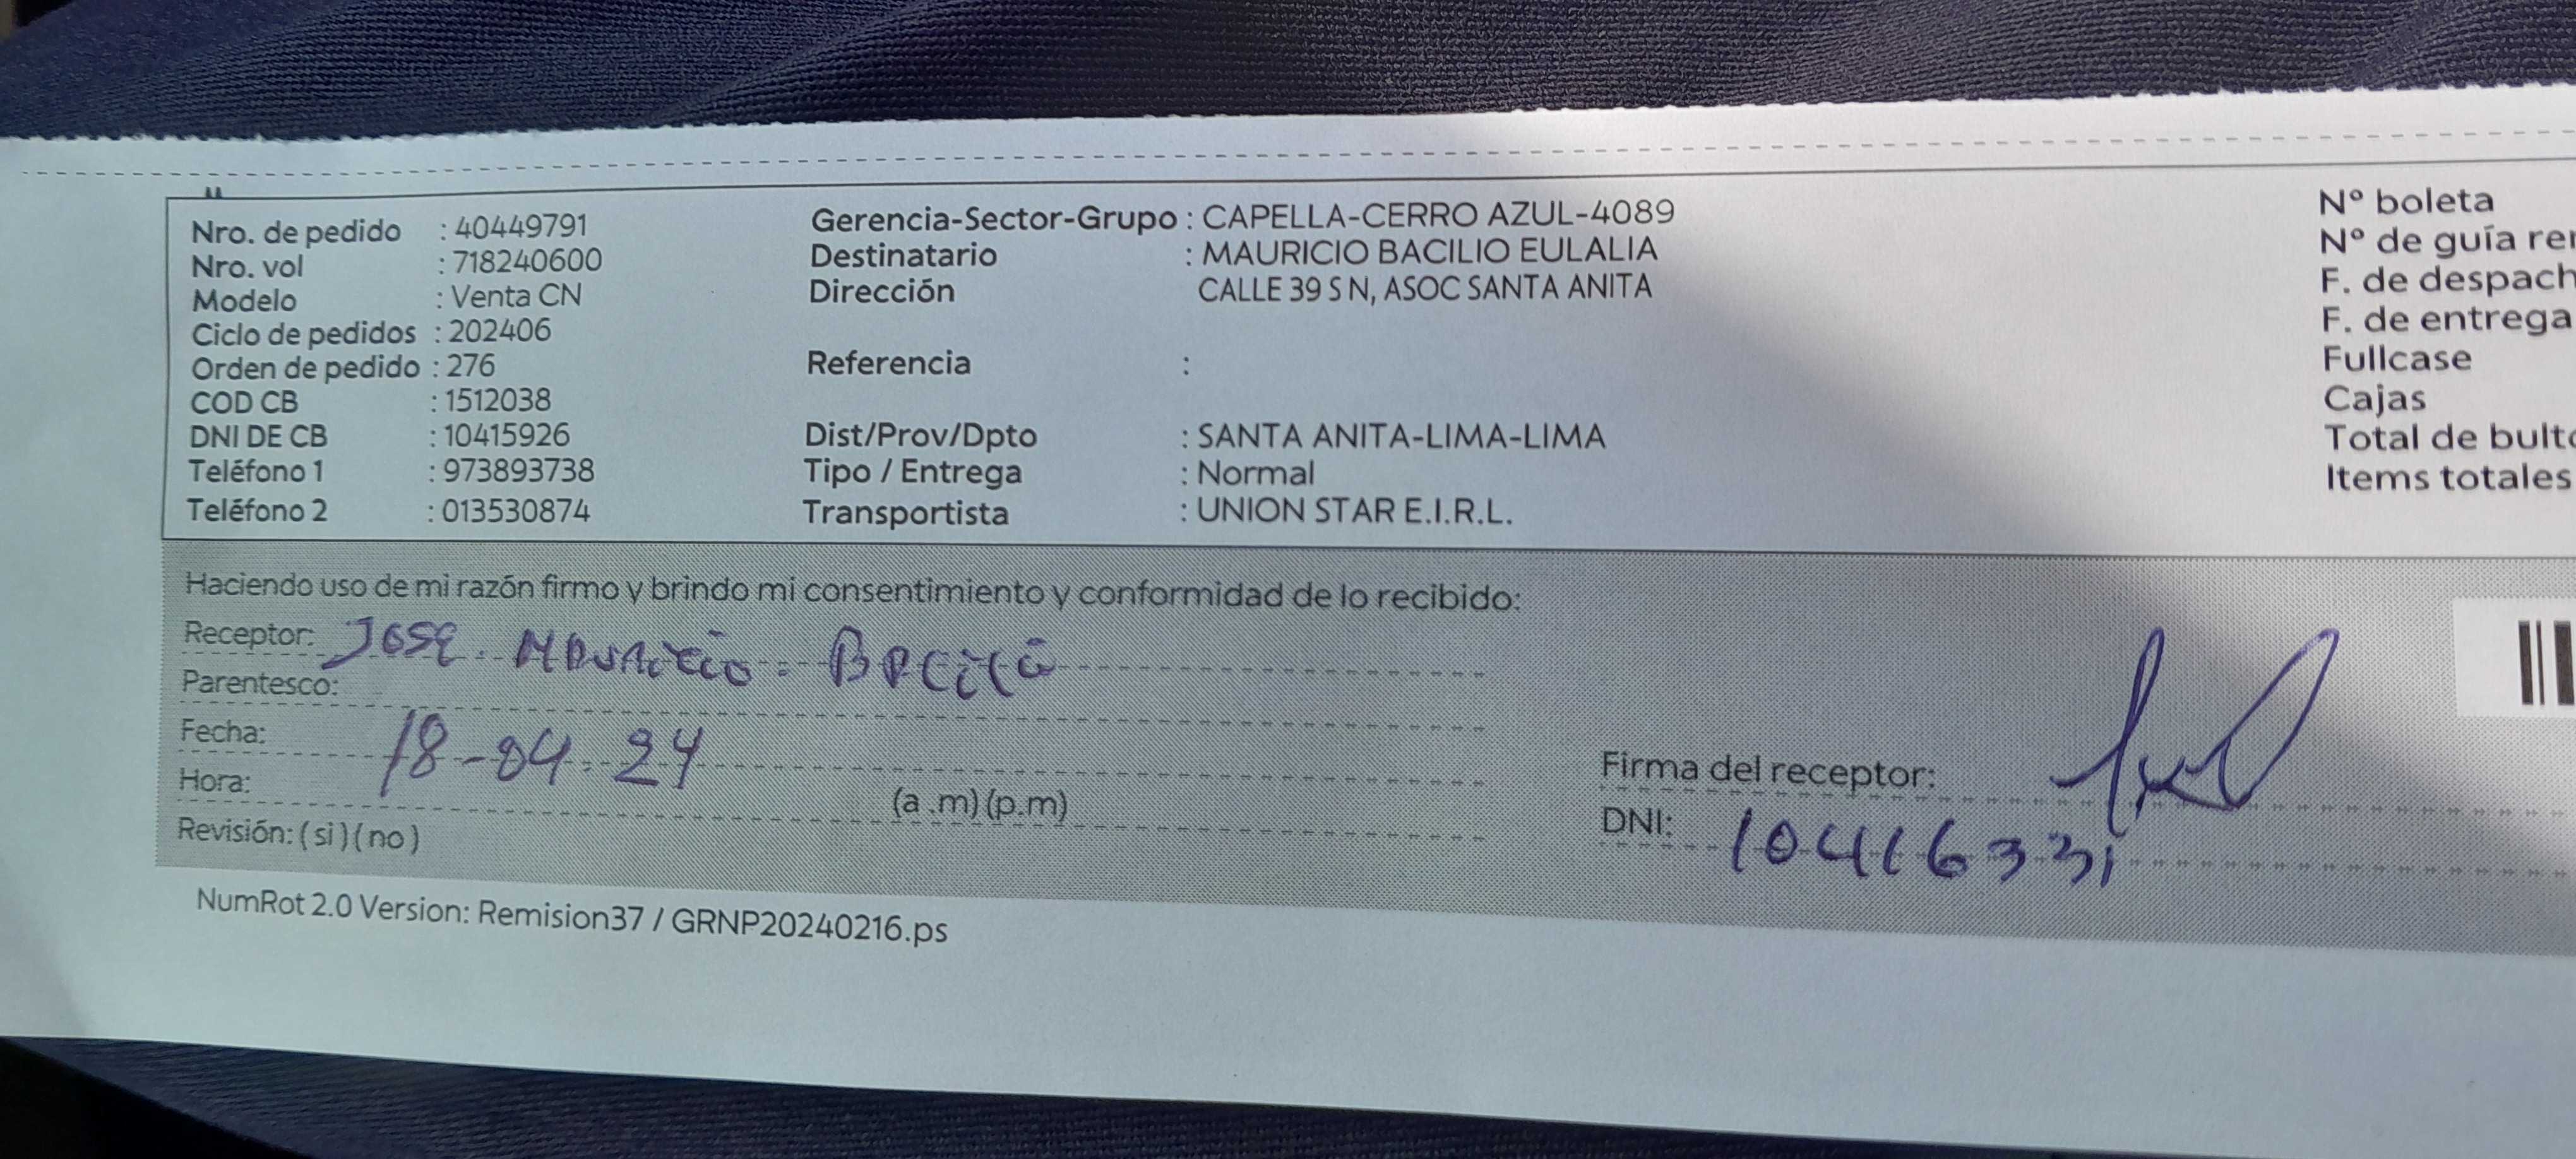 Nro. de pedido : 40449791
Nro. vol : 718240600
Modelo : Venta CN
Ciclo de pedidos : 202406
Orden de pedido : 276
COD CB : 1512038
DNI DE CB : 10415926
Teléfono 1 : 973893738
Teléfono 2 : 013530874
Gerencia-Sector-Grupo : CAPELLA-CERRO AZUL-4089
Destinatario : MAURICIO BACILIO EULALIA
Dirección CALLE 39 S N, ASOC SANTA ANITA
Referencia :
Dist/Prov/Dpto : SANTA ANITA-LIMA-LIMA
Tipo / Entrega : Normal
Transportista : UNION STAR E.I.R.L.
N° boleta
N° de guía
F. de
F. de entrega
Fullcase
Cajas
Total de
Items totales
Haciendo uso de mi razón firmo y brindo mi consentimiento y conformidad de lo recibido:
Receptor: JOSE. MAURICIO.
Parentesco:
Fecha: 18-04-24
Hora: (a .m) (p.m)
Revisión: ( si ) ( no )
Firma del receptor:
DNI: 10416331
NumRot 2.0 Version: Remision37 / GRNP20240216.ps